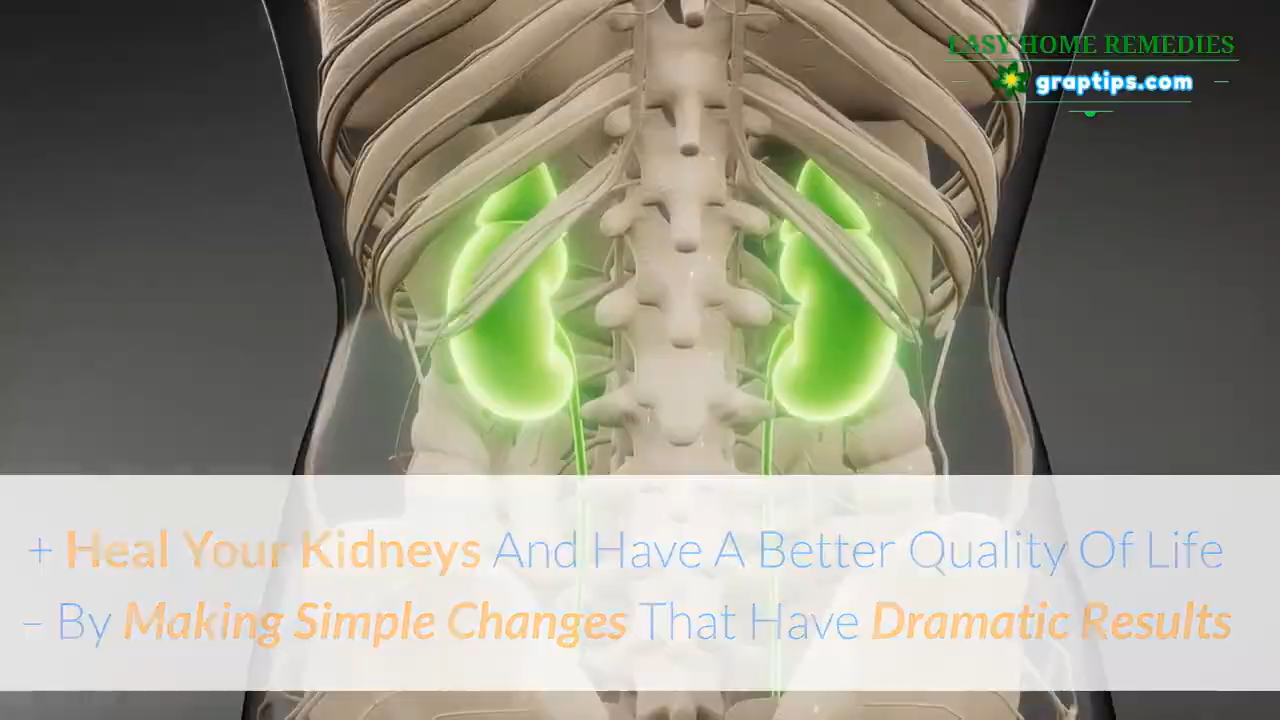 EASY HOME REMEDIES
graptips.com
+ Heal Your Kidneys And Have A Better Quality Of Life
– By Making Simple Changes That Have Dramatic Results